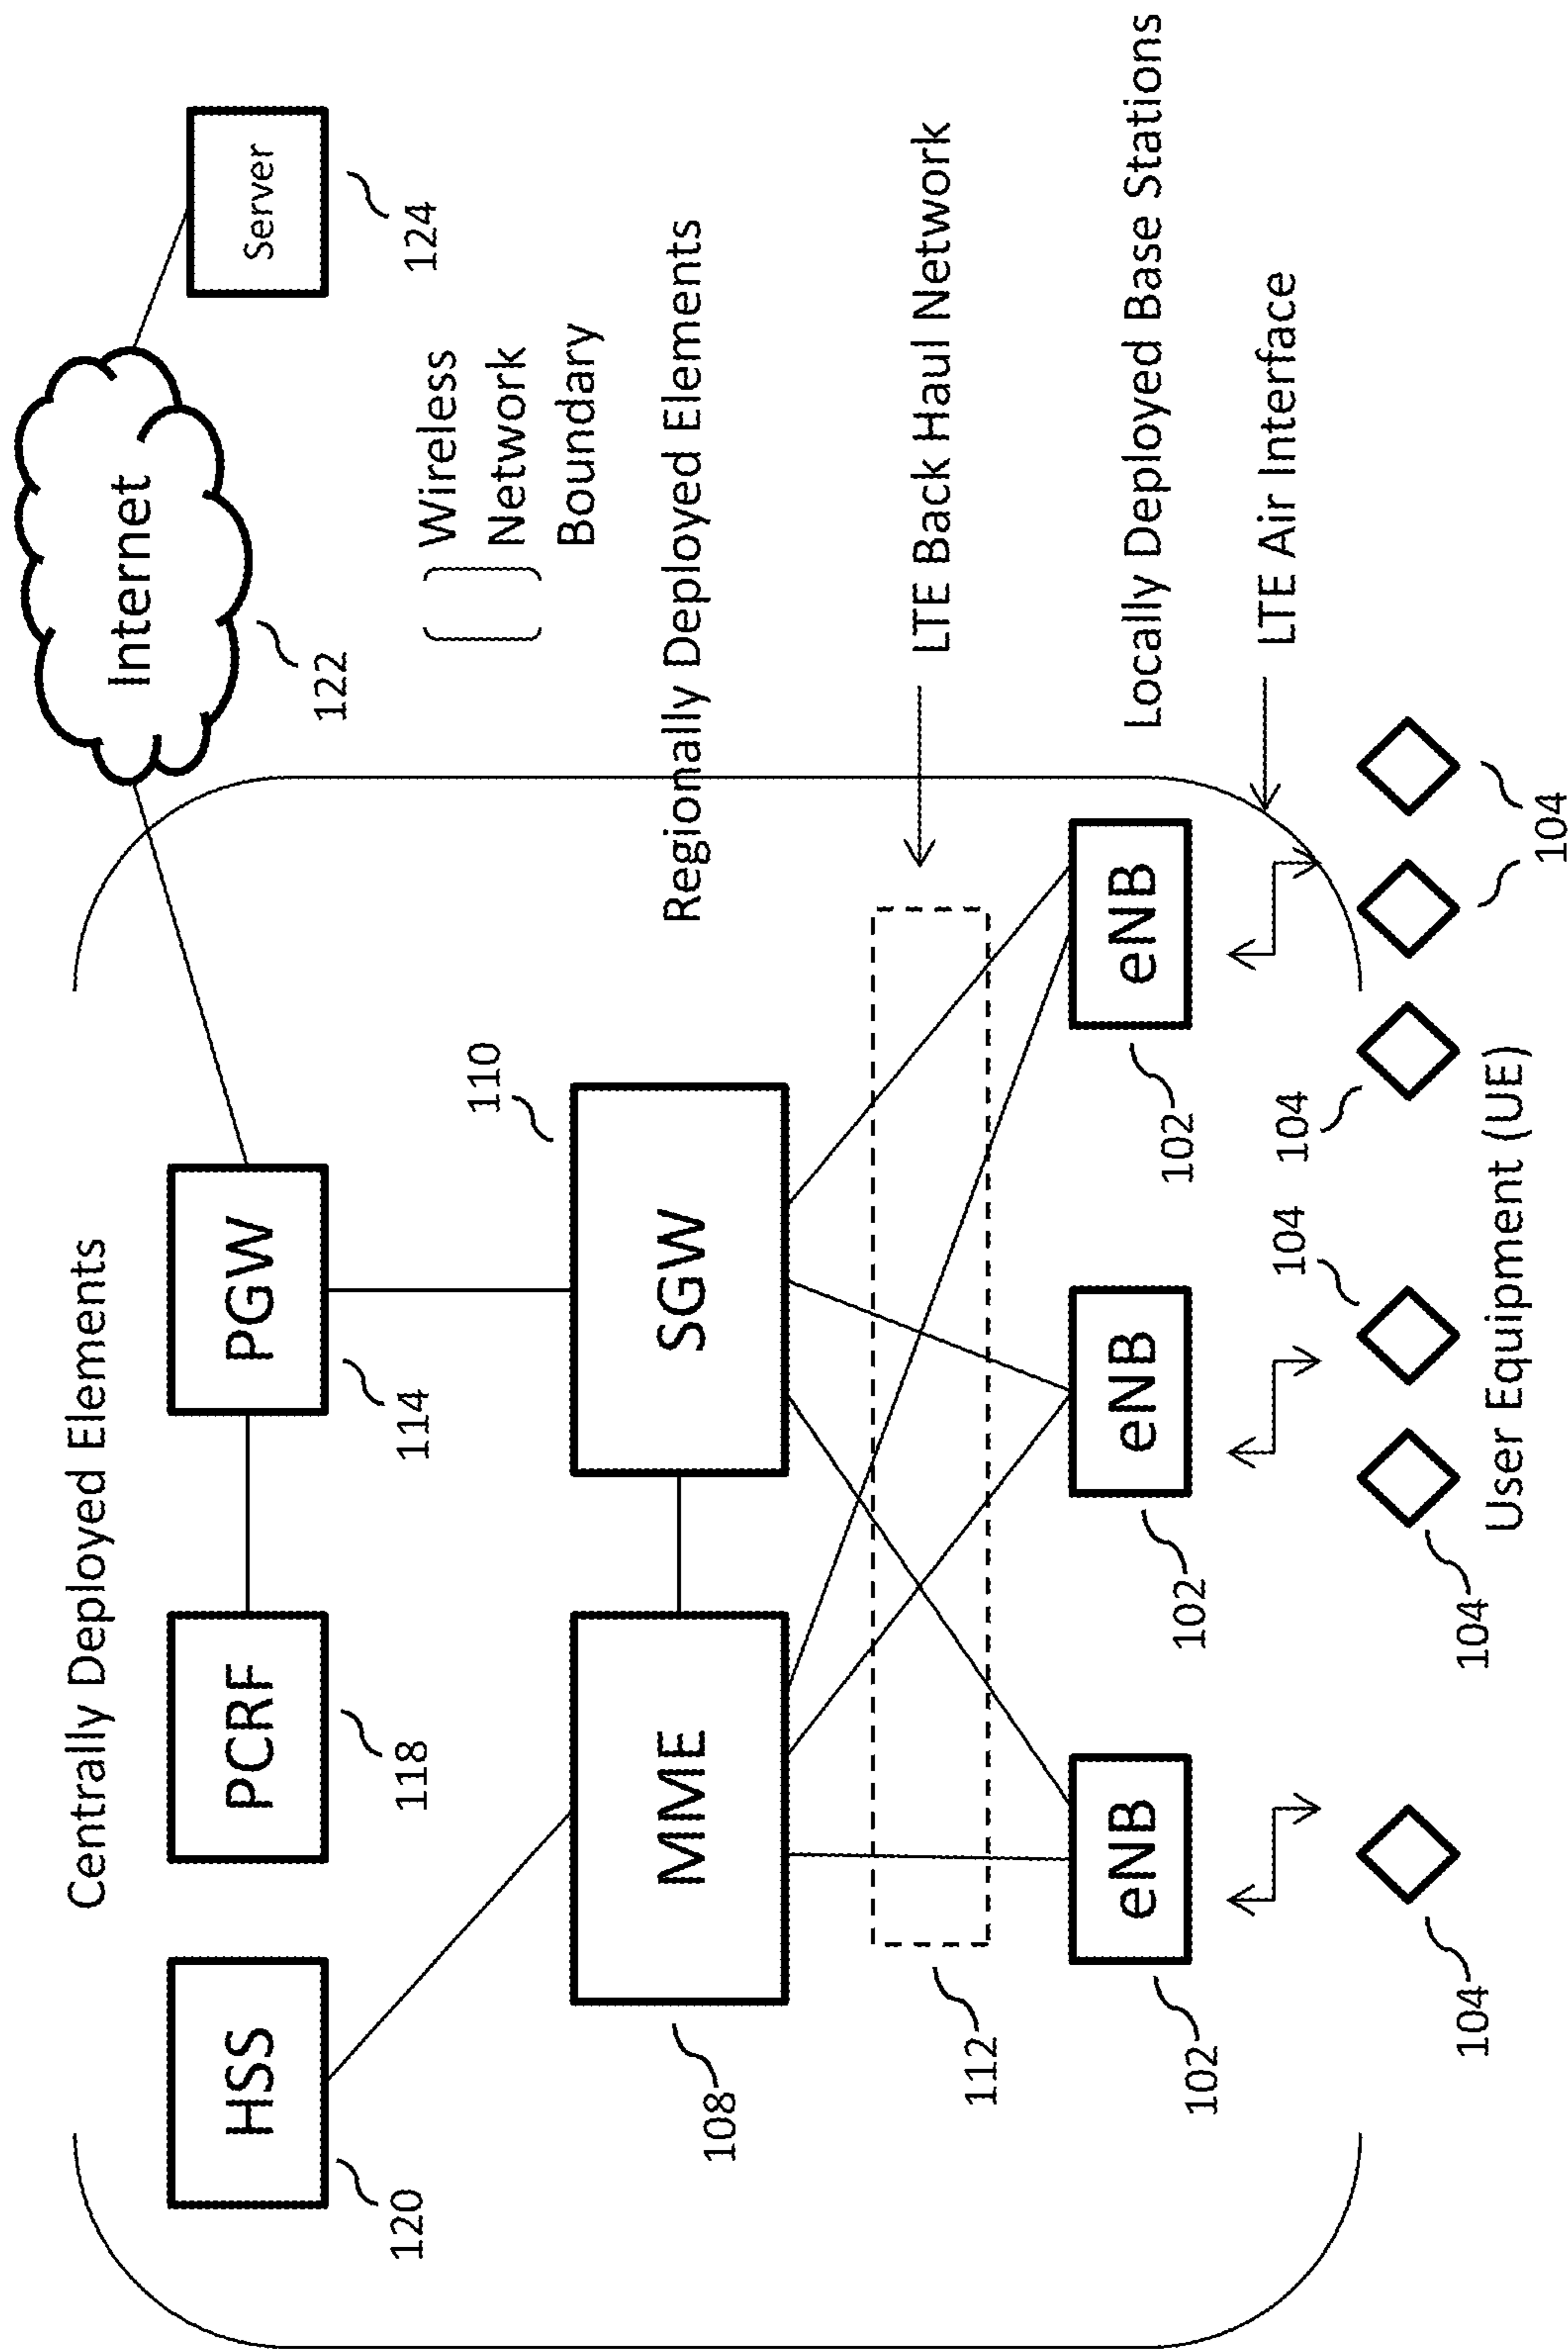 Centrally Deployed Elements
Internet
122
Server
124
HSS
120
PCRF
118
PGW
114
Wireless
Network
Boundary
Regionally Deployed Elements
MME
108
SGW
110
LTE Back Haul Network
112
Locally Deployed Base Stations
eNB
102
eNB
102
eNB
102
LTE Air Interface
104
104
104
104
104
104
User Equipment (UE)